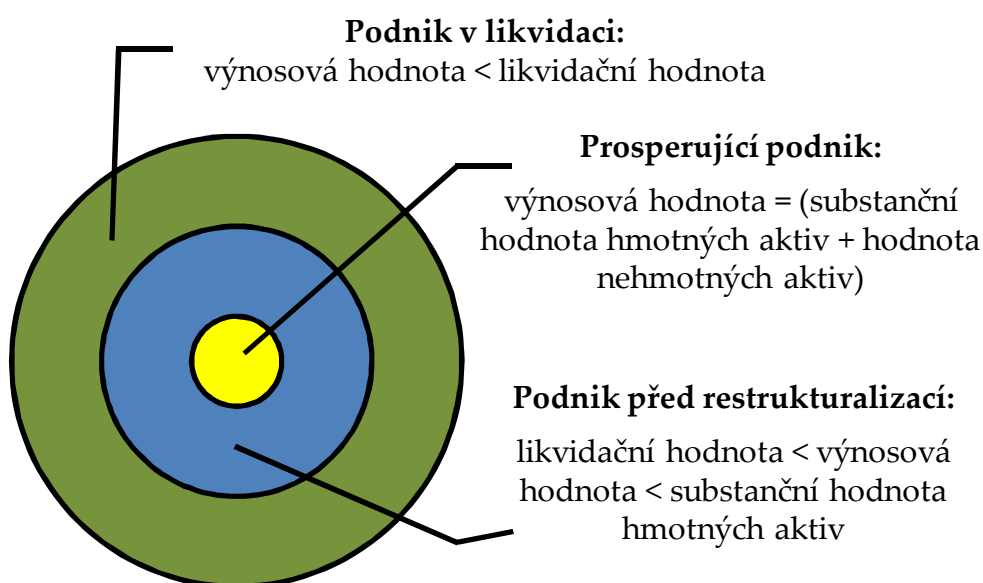 Podnik v likvidaci:
výnosová hodnota < likvidační hodnota
Prosperující podnik:
výnosová hodnota = (substanční
hodnota hmotných aktiv + hodnota
nehmotných aktiv)
Podnik před restrukturalizací:
likvidační hodnota < výnosová
hodnota < substanční hodnota
hmotných aktiv